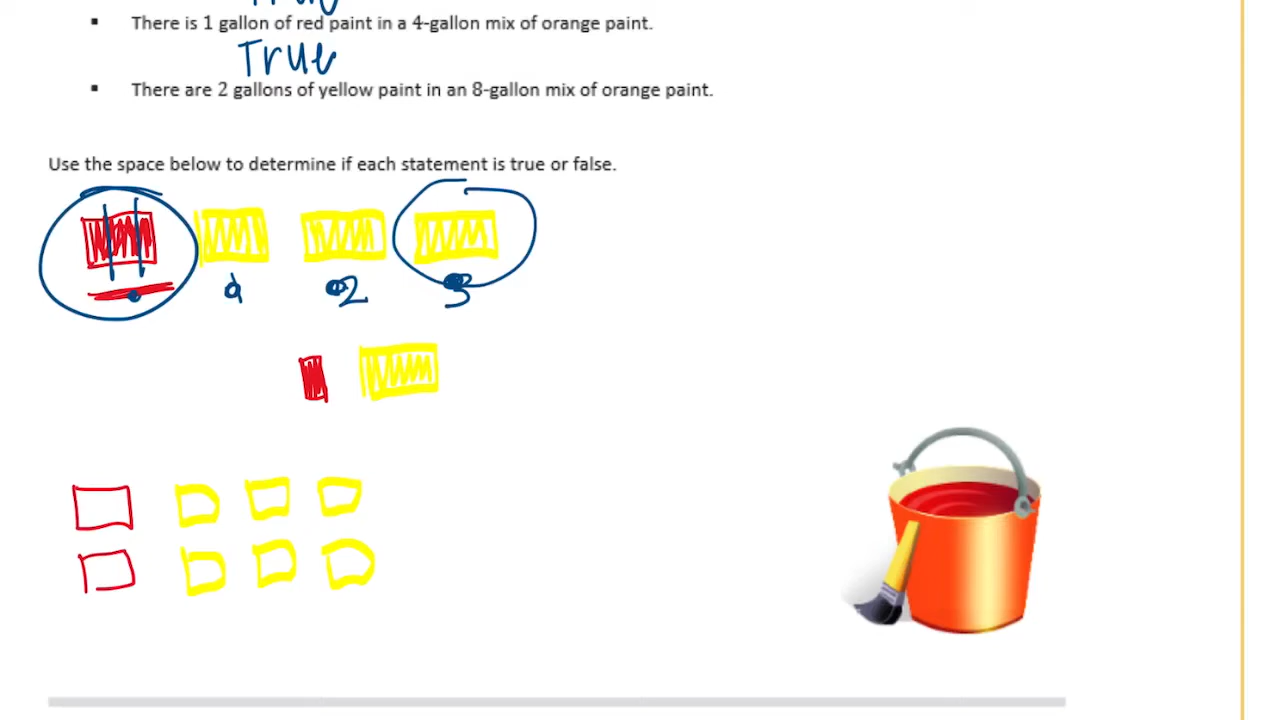 True
There is 1 gallon of red paint in a 4-gallon mix of orange paint.
True
There are 2 gallons of yellow paint in an 8-gallon mix of orange paint.
Use the space below to determine if each statement is true or false.
1 2 3